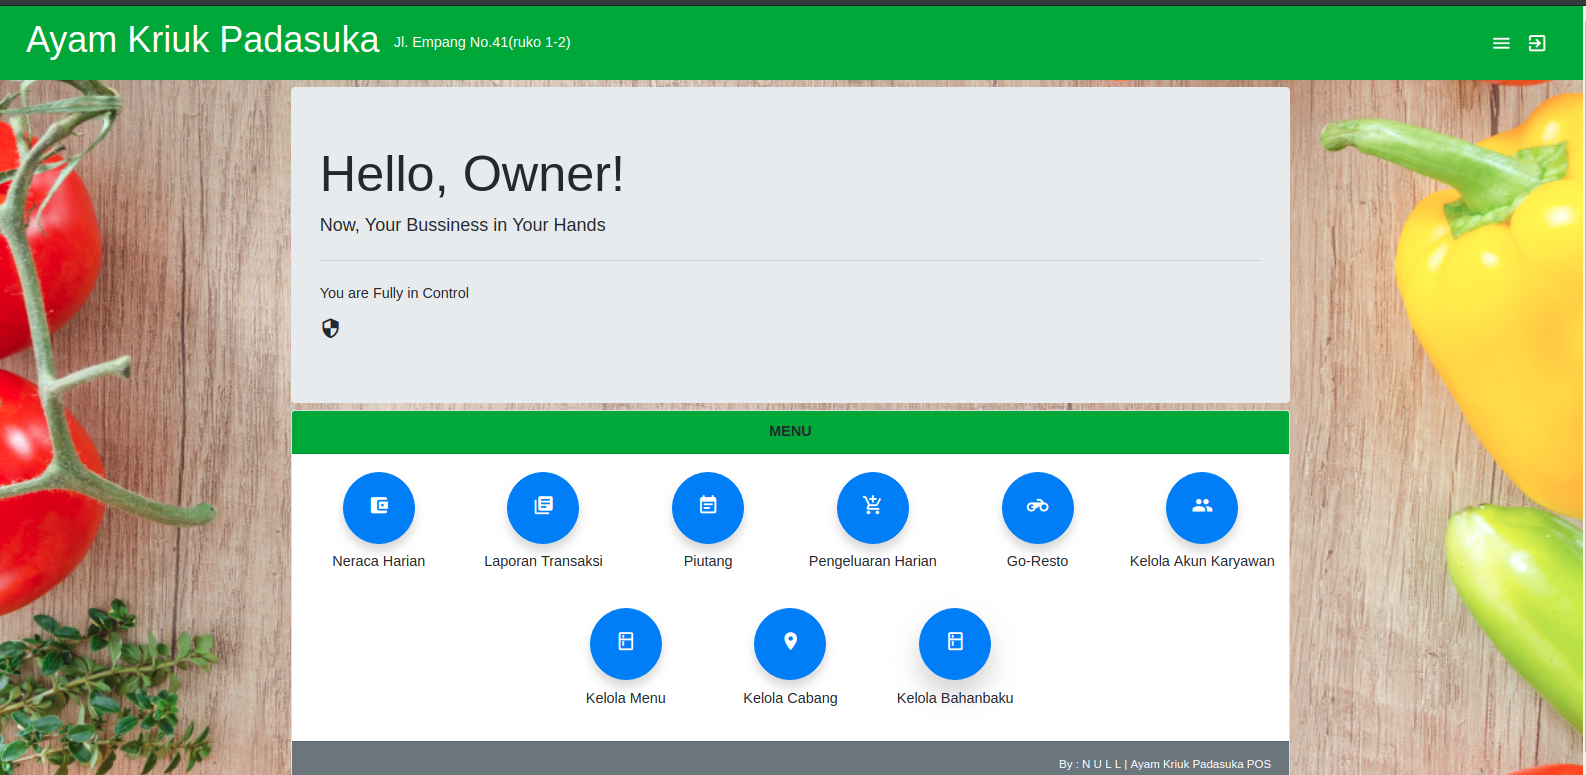 Ayam Kriuk Padasuka Jl. Empang No.41(ruko 1-2)
Hello, Owner!
Now, Your Bussiness in Your Hands
You are Fully in Control
MENU
Neraca Harian Laporan Transaksi Piutang Pengeluaran Harian Go-Resto Kelola Akun Karyawan
Kelola Menu Kelola Cabang Kelola Bahanbaku
By : N U L L | Ayam Kriuk Padasuka POS